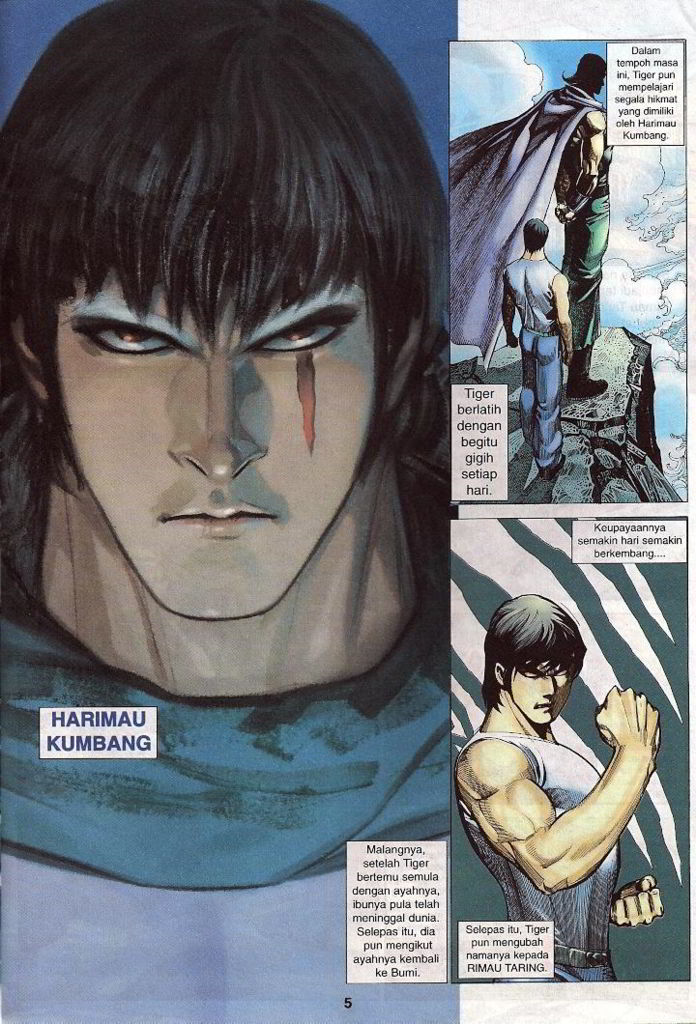 HARIMAU
KUMBANG
Malangnya,
setelah Tiger
bertemu semula
dengan ayahnya,
ibunya pula telah
meninggal dunia.
Selepas itu, dia
pun mengikut
ayahnya kembali
ke Bumi.
Dalam
tempoh masa
ini, Tiger pun
mempelajari
segala hikmat
yang dimiliki
oleh Harimau
Kumbang.
Tiger
berlatih
dengan
begitu
gigih
setiap
hari.
Keupayaannya
semakin hari semakin
berkembang....
Selepas itu, Tiger
pun mengubah
namanya kepada
RIMAU TARING.
5